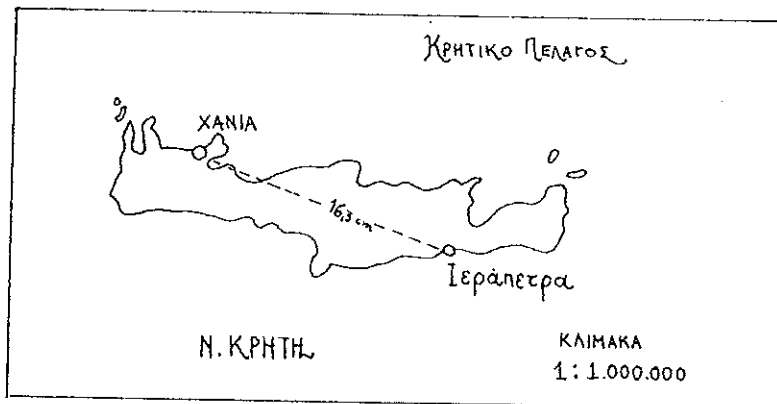 ΚΡΗΤΙΚΟ ΠΕΛΑΓΟΣ
ΧΑΝΙΑ
16,3 cm
Ιεράπετρα
Ν. ΚΡΗΤΗ
ΚΛΙΜΑΚΑ
1:1.000.000